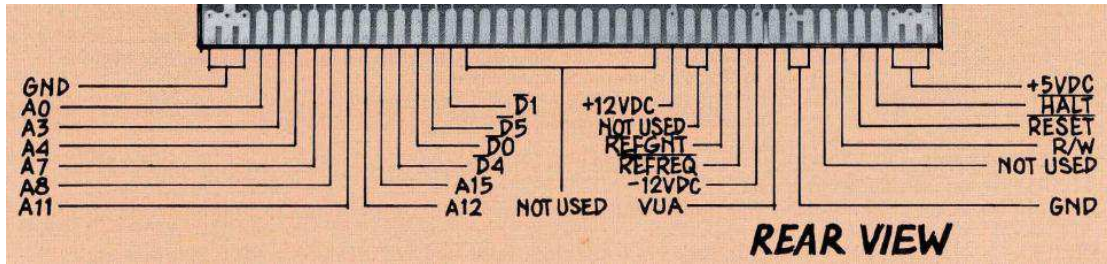 GND
A0
A3
A4
A7
A8
A11
D1
D5
D0
D4
A15
A12
NOT USED
+12VDC
NOT USED
REFGNT
REFREQ
-12VDC
VUA
+5VDC
HALT
RESET
R/W
NOT USED
GND
REAR VIEW